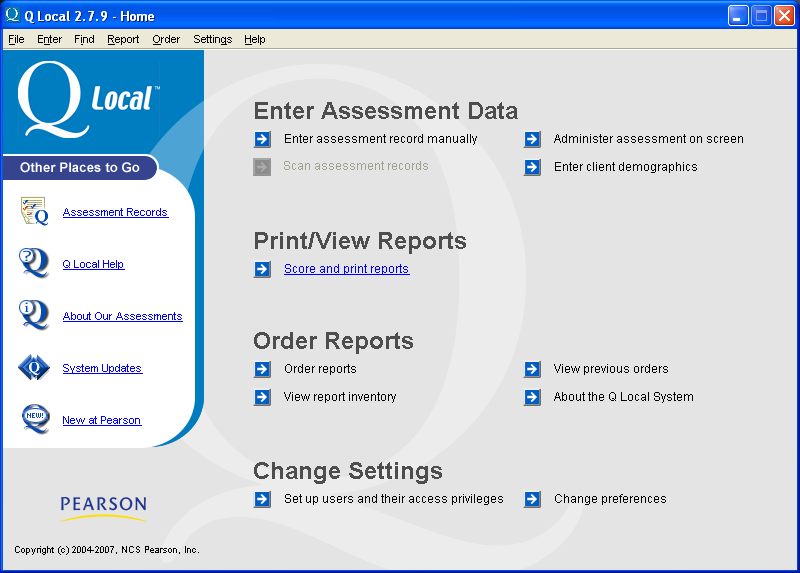 Q Local 2.7.9 - Home
File Enter Find Report Order Settings Help
Q Local™
Other Places to Go
Assessment Records
Q Local Help
About Our Assessments
System Updates
NEW!
New at Pearson
PEARSON
Copyright (c) 2004-2007, NCS Pearson, Inc.
Enter Assessment Data
Enter assessment record manually
Administer assessment on screen
Scan assessment records
Enter client demographics
Print/View Reports
Score and print reports
Order Reports
Order reports
View previous orders
View report inventory
About the Q Local System
Change Settings
Set up users and their access privileges
Change preferences